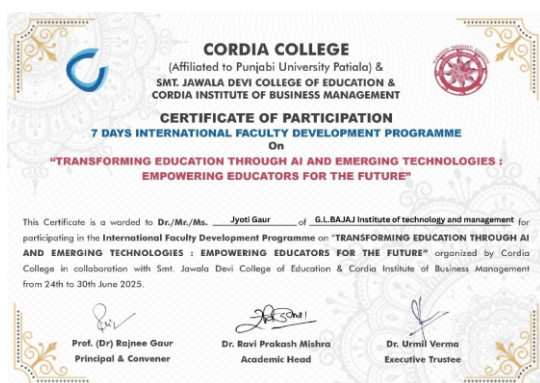 CORDIA COLLEGE
(Affiliated to Punjabi University Patiala) &
SMT. JAWALA DEVI COLLEGE OF EDUCATION &
CORDIA INSTITUTE OF BUSINESS MANAGEMENT
CERTIFICATE OF PARTICIPATION
7 DAYS INTERNATIONAL FACULTY DEVELOPMENT PROGRAMME
On
“TRANSFORMING EDUCATION THROUGH AI AND EMERGING TECHNOLOGIES :
EMPOWERING EDUCATORS FOR THE FUTURE”
This Certificate is a warded to Dr./Mr./Ms. Jyoti Gaur of G.L.BAJAJ Institute of technology and management for
participating in the International Faculty Development Programme on “TRANSFORMING EDUCATION THROUGH AI
AND EMERGING TECHNOLOGIES : EMPOWERING EDUCATORS FOR THE FUTURE” organized by Cordia
College in collaboration with Smt. Jawala Devi College of Education & Cordia Institute of Business Management
from 24th to 30th June 2025.
Prof. (Dr) Rajnee Gaur
Principal & Convener
Dr. Ravi Prakash Mishra
Academic Head
Dr. Urmil Verma
Executive Trustee